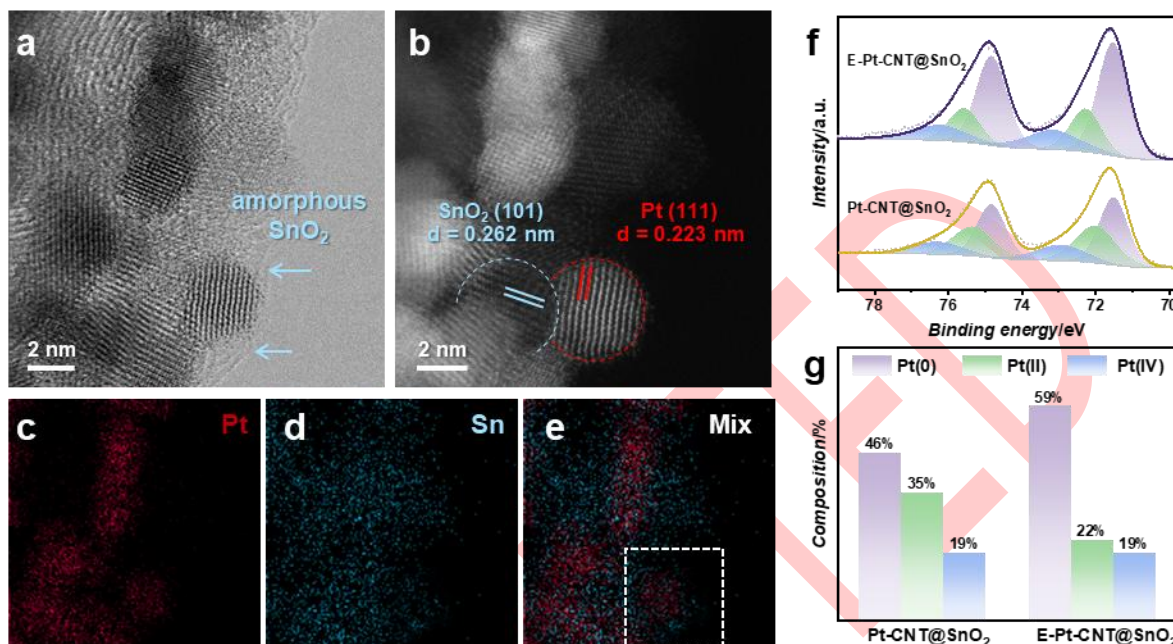 a
amorphous
SnO₂
2 nm
b
SnO₂ (101)
d = 0.262 nm
Pt (111)
d = 0.223 nm
2 nm
c
Pt
d
Sn
e
Mix
f
E-Pt-CNT@SnO₂
Pt-CNT@SnO₂
Intensity/a.u.
78 76 74 72 70
Binding energy/eV
g
Pt(0) Pt(II) Pt(IV)
Composition/%
46%
35%
19%
59%
22%
19%
Pt-CNT@SnO₂ E-Pt-CNT@SnO₂